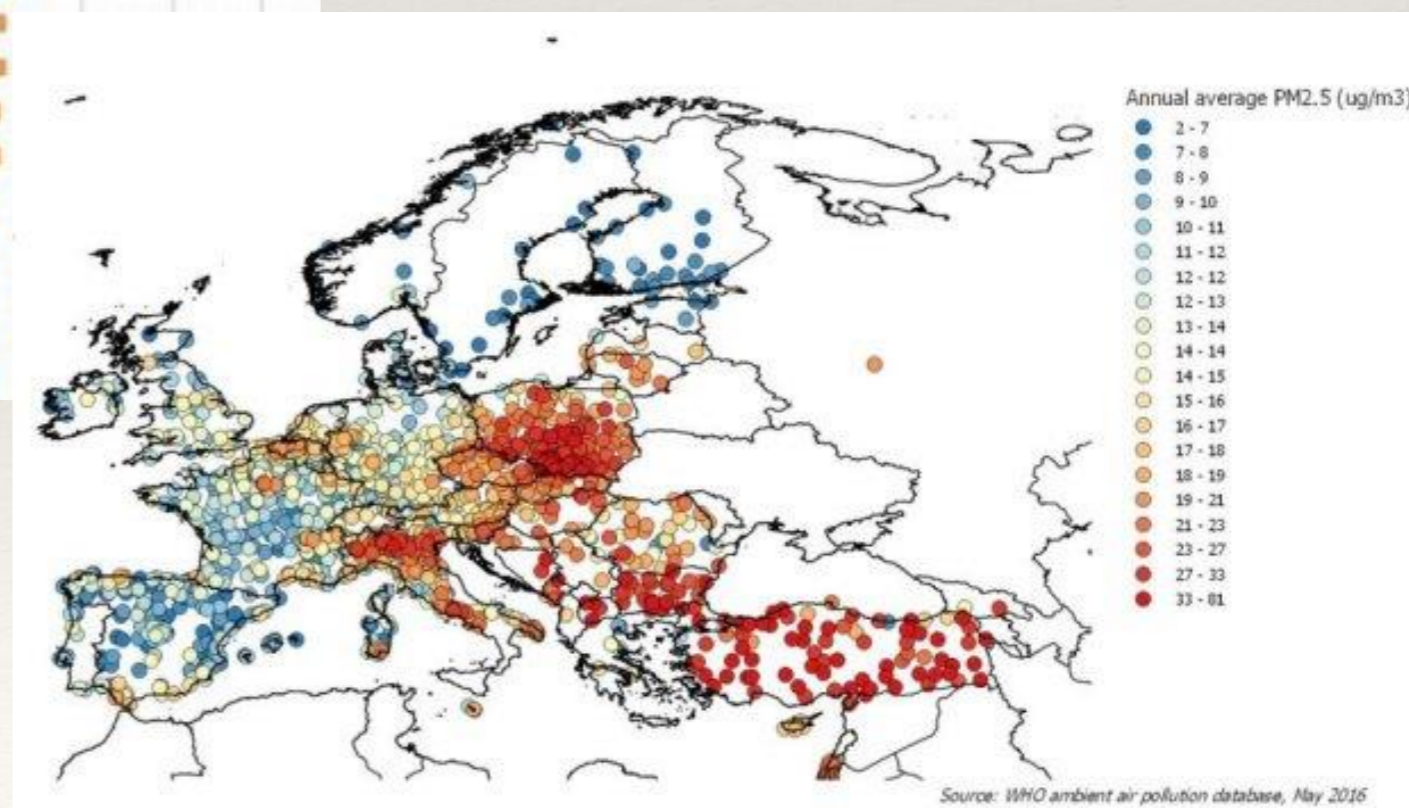 Annual average PM2.5 (ug/m3)
2 - 7
7 - 8
8 - 9
9 - 10
10 - 11
11 - 12
12 - 12
12 - 13
13 - 14
14 - 14
14 - 15
15 - 16
16 - 17
17 - 18
18 - 19
19 - 21
21 - 23
23 - 27
27 - 33
33 - 81
Source: WHO ambient air pollution database, May 2016